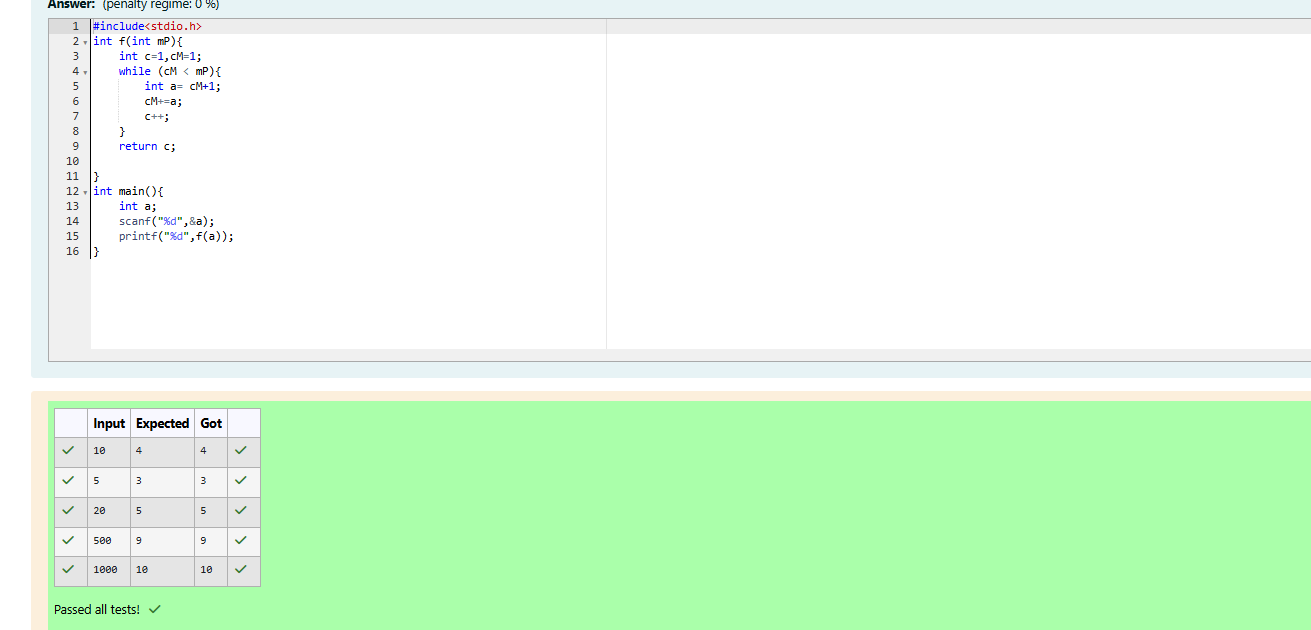 Answer: (penalty regime: 0 %)
1 #include<stdio.h>
2 int f(int mP){
3     int c=1,cM=1;
4     while (cM < mP){
5         int a= cM+1;
6         cM+=a;
7         c++;
8     }
9     return c;
10
11 }
12 int main(){
13     int a;
14     scanf("%d",&a);
15     printf("%d",f(a));
16 }
Input Expected Got
10 4 4
5 3 3
20 5 5
500 9 9
1000 10 10
Passed all tests!